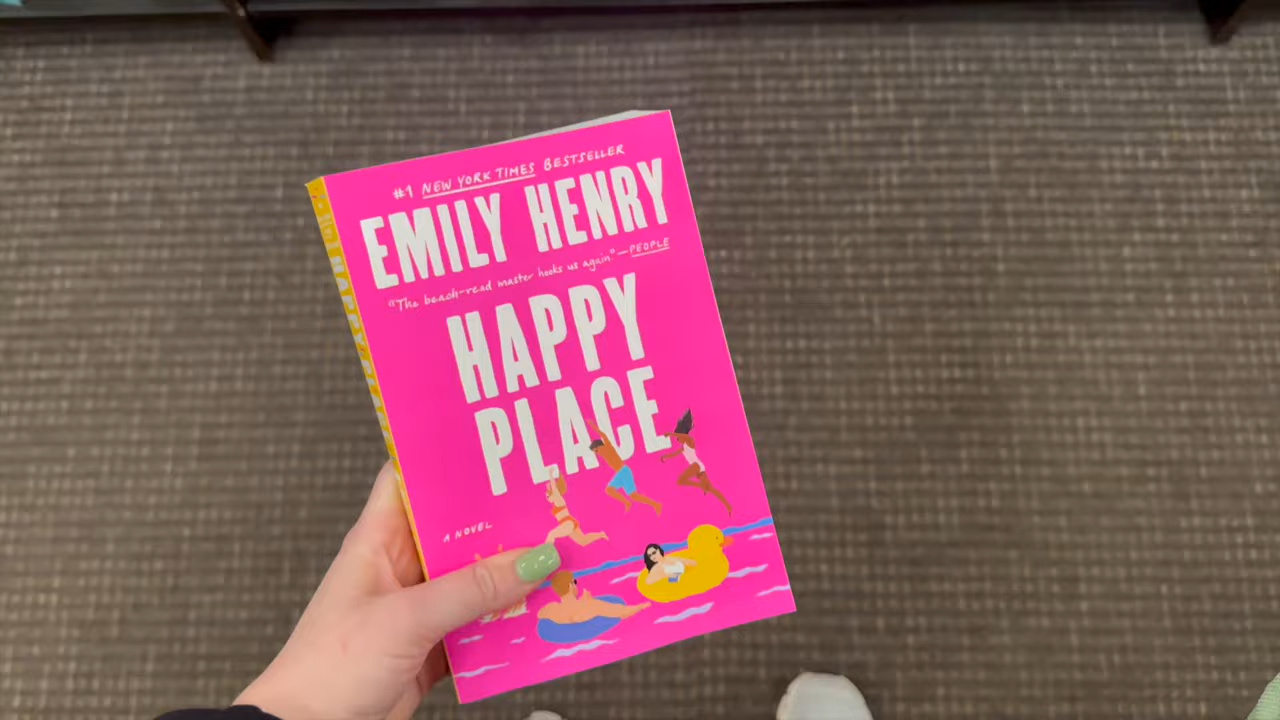 #1 NEW YORK TIMES BESTSELLER
EMILY HENRY
"The beach-read master hooks us again."—PEOPLE
HAPPY
PLACE
A NOVEL